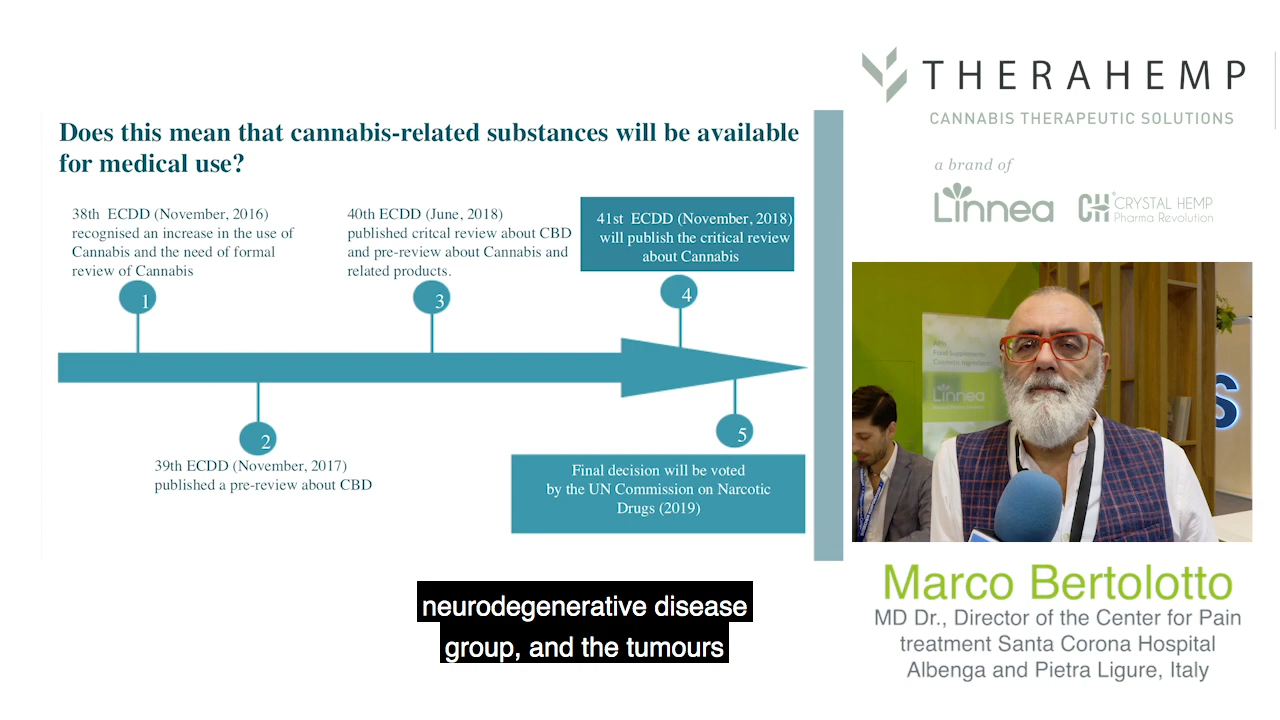 Does this mean that cannabis-related substances will be available
for medical use?
38th ECDD (November, 2016)
recognised an increase in the use of
Cannabis and the need of formal
review of Cannabis
40th ECDD (June, 2018)
published critcal review about CBD
and pre-review about Cannabis and
related products.
41st ECDD (November, 2018)
will publish the critical review
about Cannabis
1
3
4
2
5
39th ECDD (November, 2017)
published a pre-review about CBD
Final decision will be voted
by the UN Commission on Narcotic
Drugs (2019)
neurodegenerative disease
group, and the tumours
THERAHEMP
CANNABIS THERAPEUTIC SOLUTIONS
a brand of
Linnea
CH CRYSTAL HEMP
Pharma Revolution
Food Supplements
Cosmetic Ingredients
Linnea
S
Marco Bertolotto
MD Dr., Director of the Center for Pain
treatment Santa Corona Hospital
Albenga and Pietra Ligure, Italy